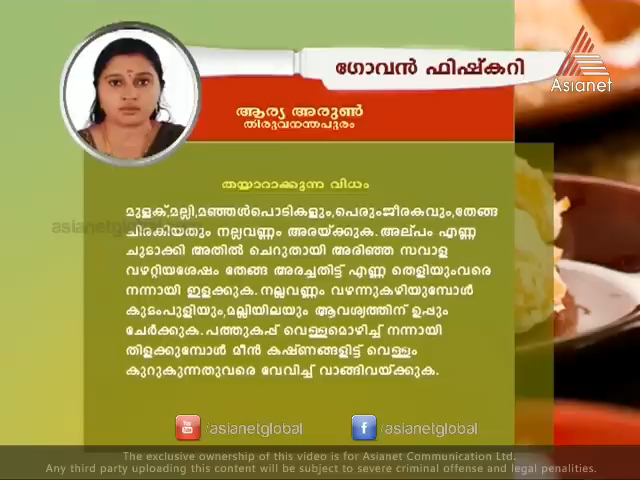 ഗോവൻ ഫിഷ്കറി
Asianet
ആര്യ അരുൺ
തിരുവനന്തപുരം
തയ്യാറാക്കുന്ന വിധം
മുളക്,മല്ലി,മഞ്ഞൾപൊടികളും,പെരുംജീരകവും,തേങ്ങ
ചിരകിയതും നല്ലവണ്ണം അരയ്ക്കുക.അല്പം എണ്ണ
ചൂടാക്കി അതിൽ ചെറുതായി അരിഞ്ഞ സവാള
വഴറ്റിയശേഷം തേങ്ങ അരച്ചതിട്ട് എണ്ണ തെളിയുംവരെ
നന്നായി ഇളക്കുക.നല്ലവണ്ണം വഴന്നുകഴിയുമ്പോൾ
കുടംപുളിയും,മല്ലിയിലയും ആവശ്യത്തിന് ഉപ്പും
ചേർക്കുക.പത്തുകപ്പ് വെള്ളമൊഴിച്ച് നന്നായി
തിളക്കുമ്പോൾ മീൻ കഷ്ണങ്ങളിട്ട് വെള്ളം
കുറുകുന്നതുവരെ വേവിച്ച് വാങ്ങിവയ്ക്കുക.
You Tube /asianetglobal f /asianetglobal
The exclusive ownership of this video is for Asianet Communication Ltd.
Any third party uploading this content will be subject to severe criminal offense and legal penalities.